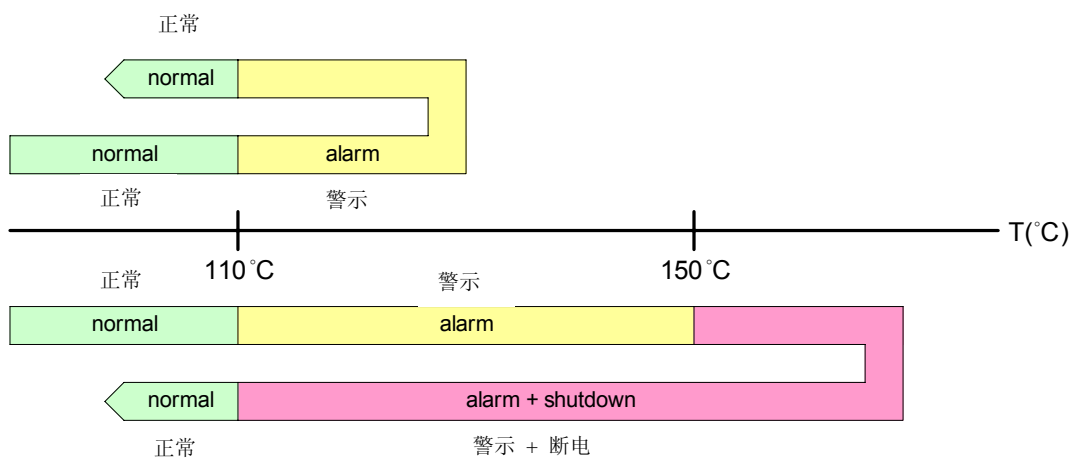 正常
normal
normal
alarm
正常
警示
T(°C)
110°C
150°C
正常
警示
normal
alarm
normal
alarm + shutdown
正常
警示 + 断电